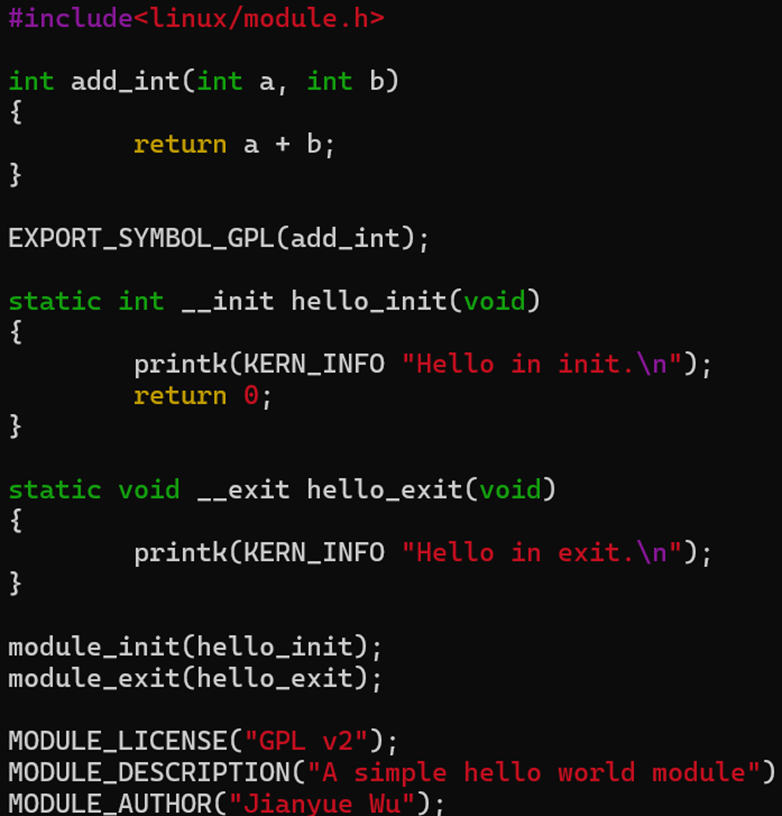 #include<linux/module.h>
int add_int(int a, int b)
{
return a + b;
}
EXPORT_SYMBOL_GPL(add_int);
static int __init hello_init(void)
{
printk(KERN_INFO "Hello in init.\n");
return 0;
}
static void __exit hello_exit(void)
{
printk(KERN_INFO "Hello in exit.\n");
}
module_init(hello_init);
module_exit(hello_exit);
MODULE_LICENSE("GPL v2");
MODULE_DESCRIPTION("A simple hello world module")
MODULE_AUTHOR("Jianyue Wu");